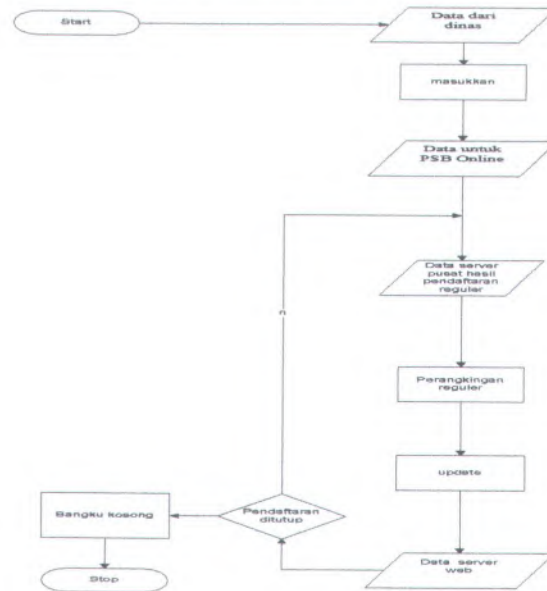 Start
Data dari
dinas
masukkan
Data untuk
PSB Online
Data server
pusat hasil
pendaftaran
reguler
n
Perangkingan
reguler
update
Bangku kosong
Pendaftaran
ditutup
Stop
Data server
web